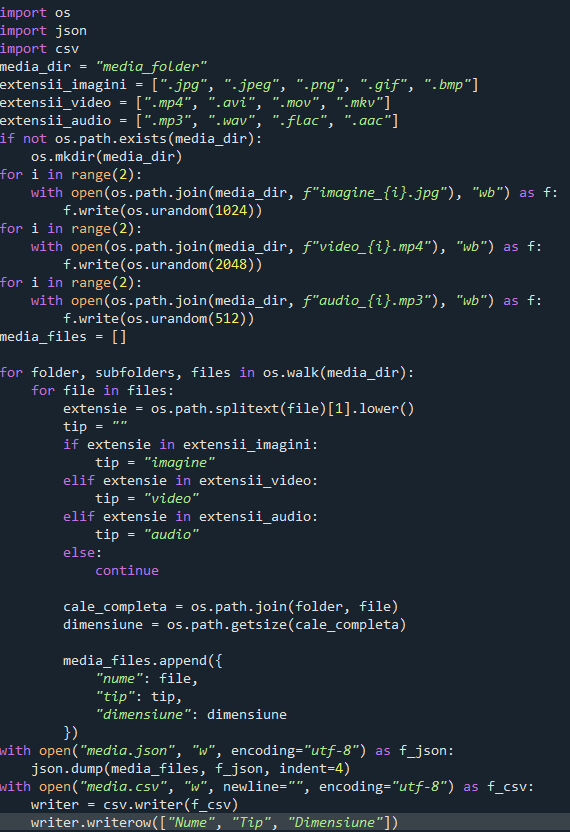 import os
import json
import csv
media_dir = "media_folder"
extensii_imagini = [".jpg", ".jpeg", ".png", ".gif", ".bmp"]
extensii_video = [".mp4", ".avi", ".mov", ".mkv"]
extensii_audio = [".mp3", ".wav", ".flac", ".aac"]
if not os.path.exists(media_dir):
    os.mkdir(media_dir)
for i in range(2):
    with open(os.path.join(media_dir, f"imagine_{i}.jpg"), "wb") as f:
        f.write(os.urandom(1024))
for i in range(2):
    with open(os.path.join(media_dir, f"video_{i}.mp4"), "wb") as f:
        f.write(os.urandom(2048))
for i in range(2):
    with open(os.path.join(media_dir, f"audio_{i}.mp3"), "wb") as f:
        f.write(os.urandom(512))
media_files = []

for folder, subfolders, files in os.walk(media_dir):
    for file in files:
        extensie = os.path.splitext(file)[1].lower()
        tip = ""
        if extensie in extensii_imagini:
            tip = "imagine"
        elif extensie in extensii_video:
            tip = "video"
        elif extensie in extensii_audio:
            tip = "audio"
        else:
            continue

        cale_completa = os.path.join(folder, file)
        dimensiune = os.path.getsize(cale_completa)

        media_files.append({
            "nume": file,
            "tip": tip,
            "dimensiune": dimensiune
        })
with open("media.json", "w", encoding="utf-8") as f_json:
    json.dump(media_files, f_json, indent=4)
with open("media.csv", "w", newline="", encoding="utf-8") as f_csv:
    writer = csv.writer(f_csv)
    writer.writerow(["Nume", "Tip", "Dimensiune"])